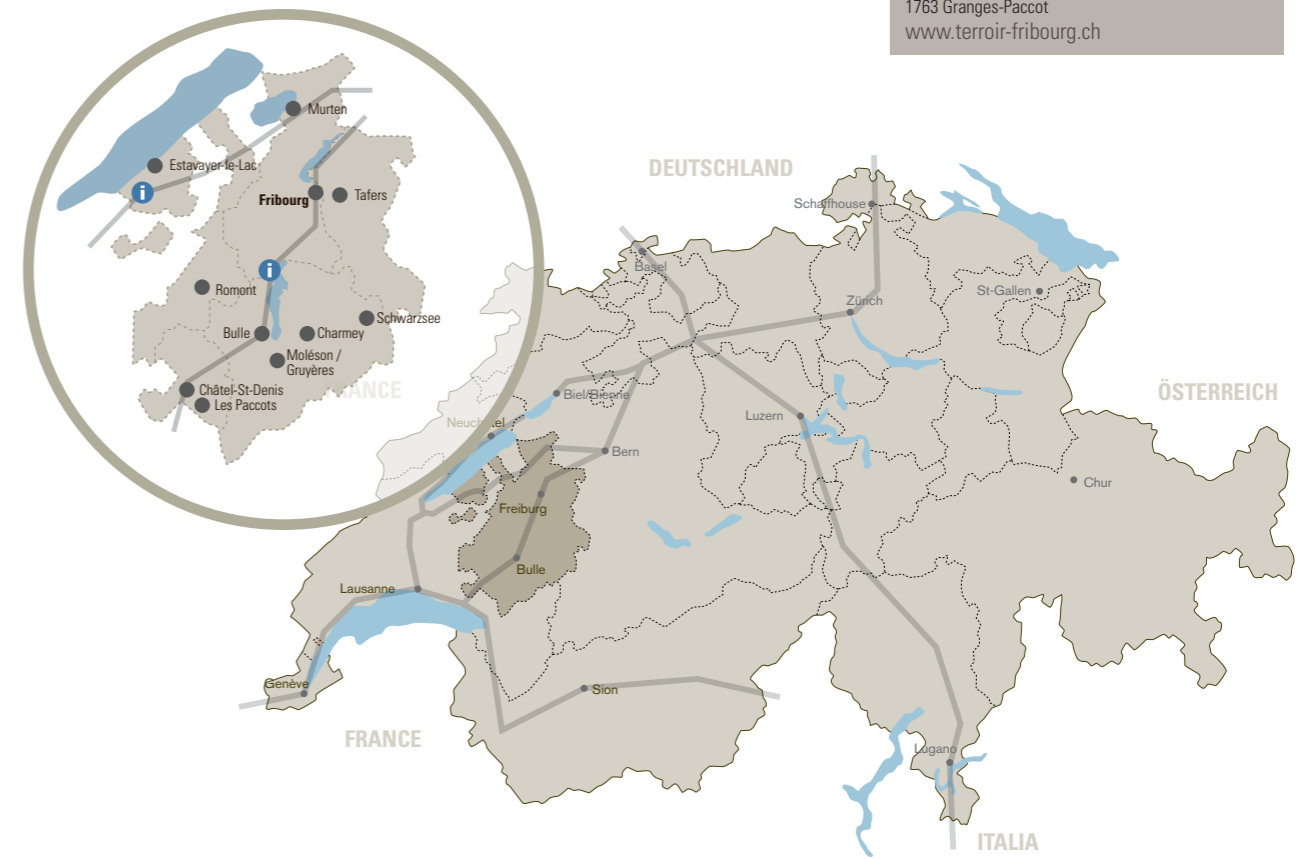 1763 Granges-Paccot
www.terroir-fribourg.ch
Murten
Estavayer-le-Lac
Fribourg
Tafers
Romont
Schwarzsee
Bulle
Charmey
Moléson /
Gruyères
Châtel-St-Denis
Les Paccots
FRANCE
DEUTSCHLAND
Schaffhouse
Basel
St-Gallen
Zürich
ÖSTERREICH
Biel/Bienne
Luzern
Neuchâtel
Bern
Chur
Freiburg
Bulle
Lausanne
Genève
Sion
FRANCE
Lugano
ITALIA
i
i